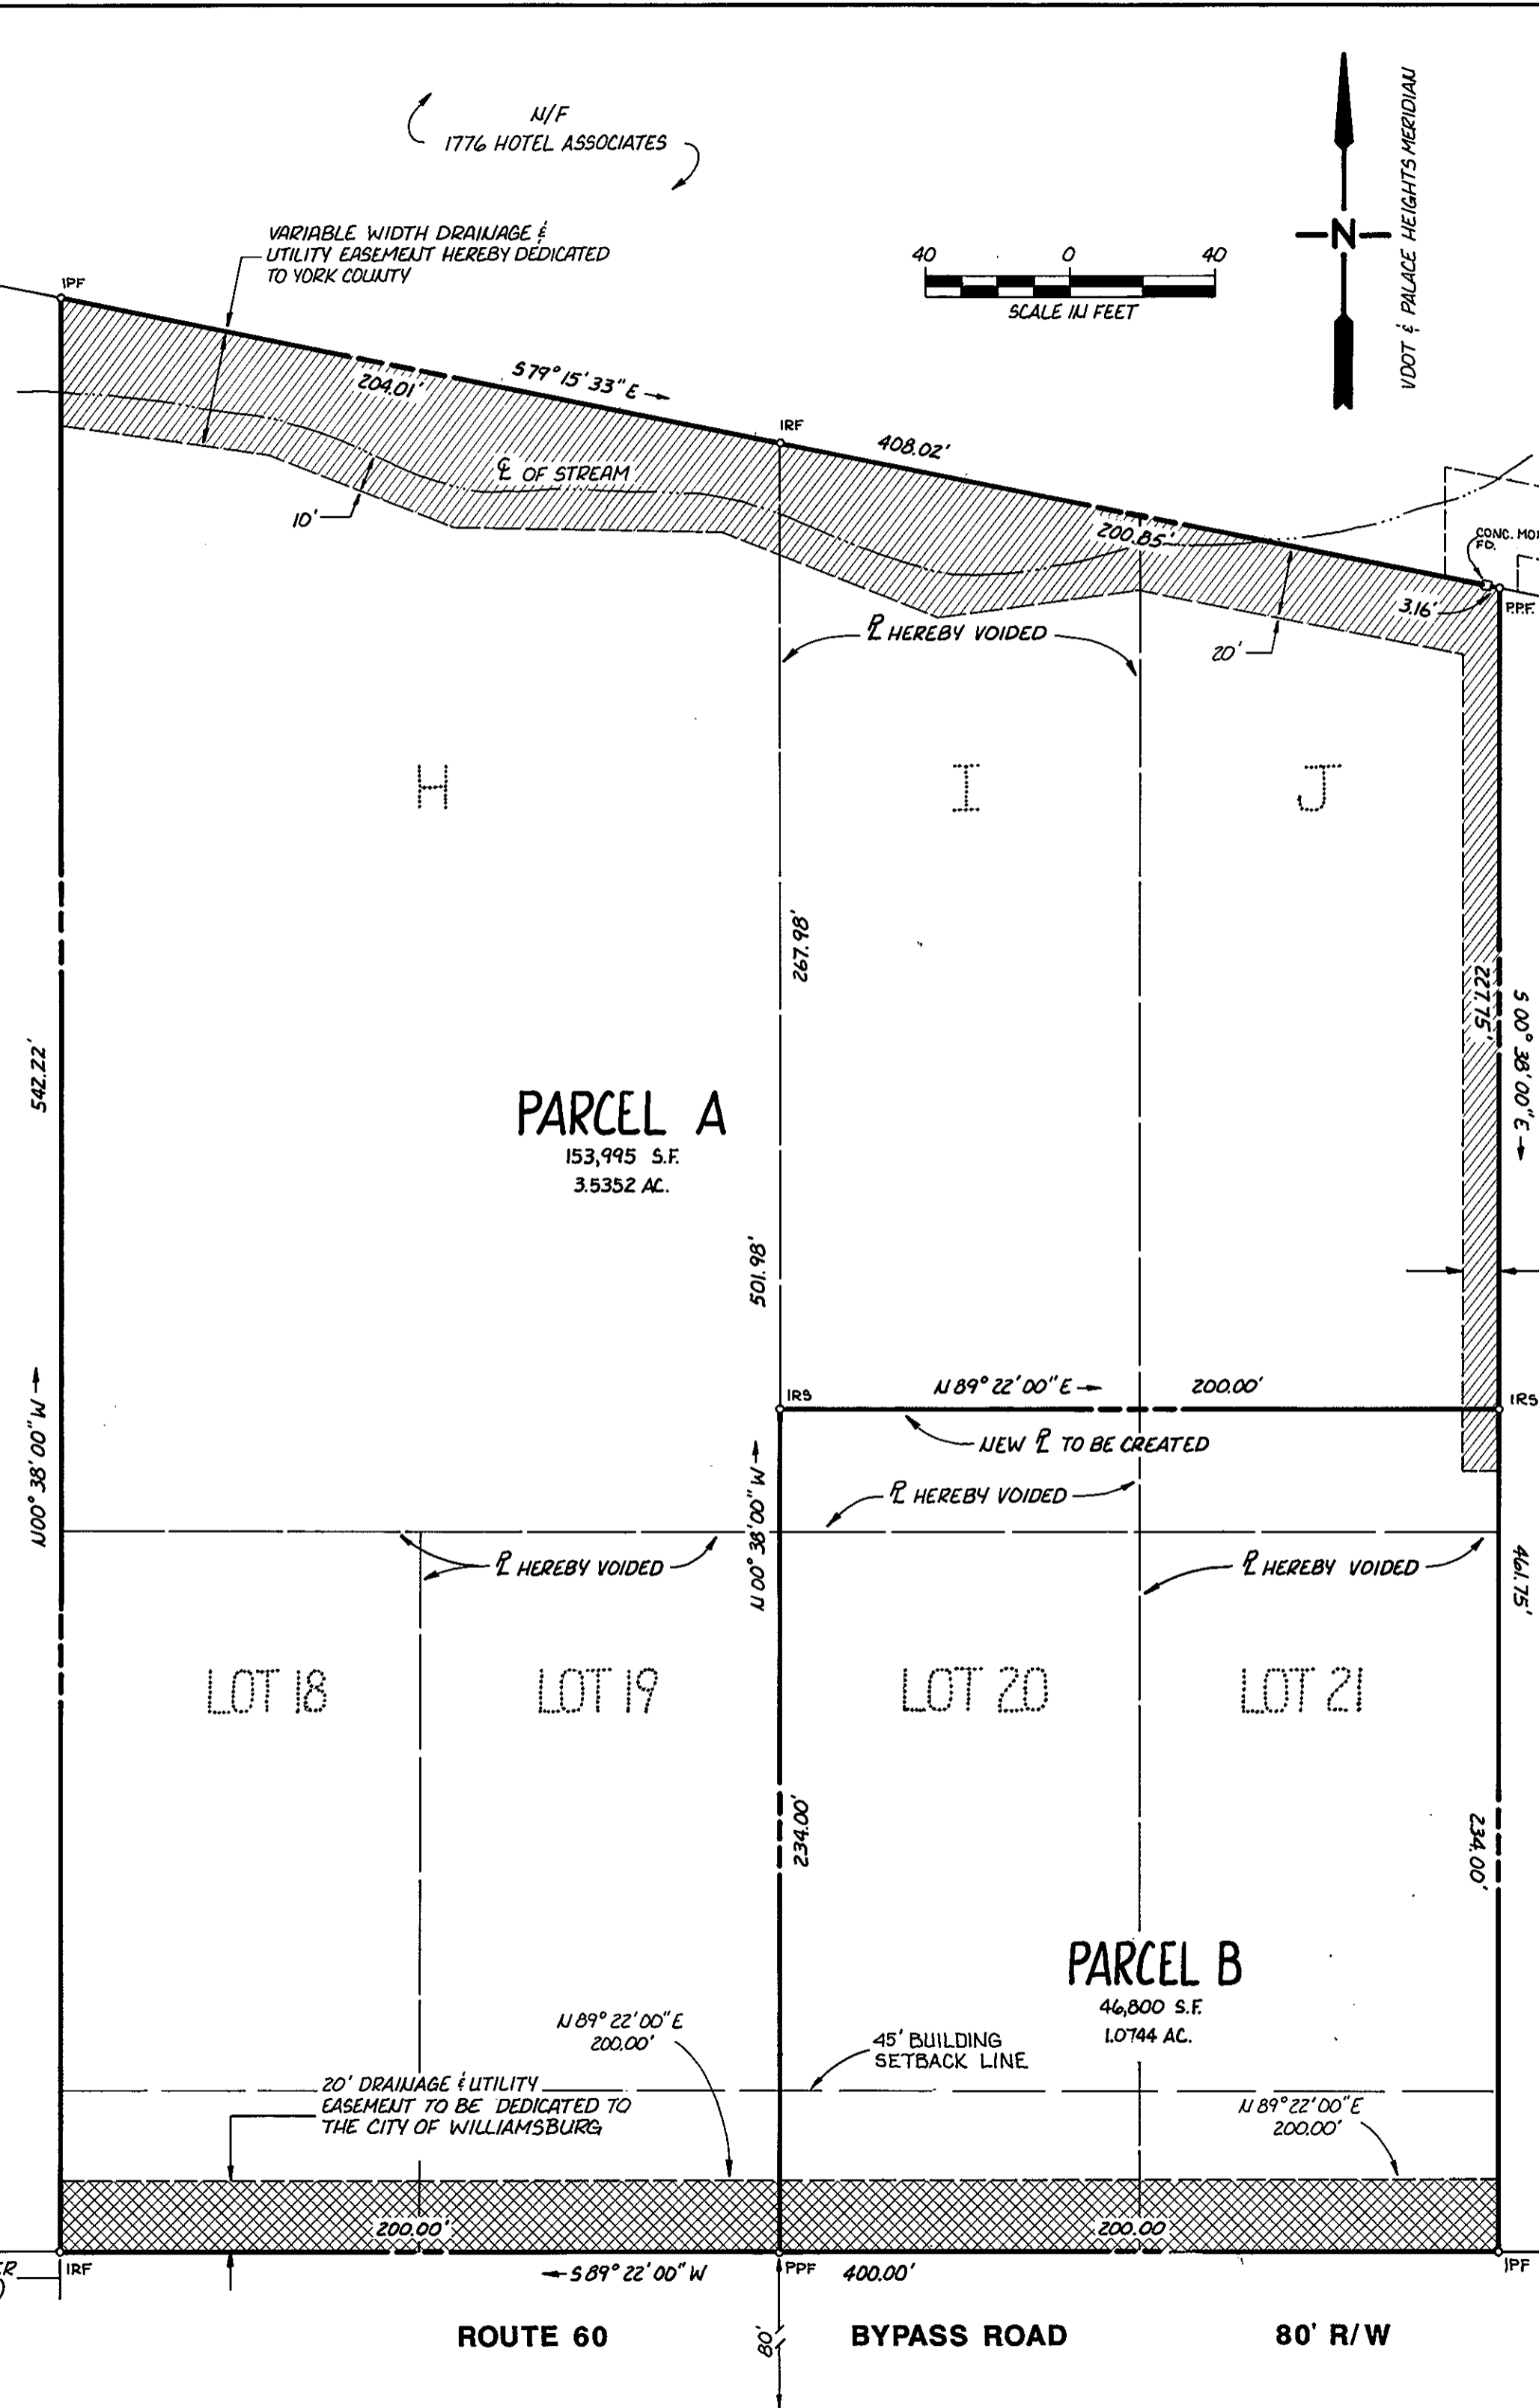 N/F
1776 HOTEL ASSOCIATES
VDOT & PALACE HEIGHTS MERIDIAN
N
VARIABLE WIDTH DRAINAGE &
UTILITY EASEMENT HEREBY DEDICATED
TO YORK COUNTY
40 0 40
SCALE IN FEET
IPF
204.01'
S 79° 15' 33" E
IRF
408.02'
℄ OF STREAM
10'
200.85'
CONC. MON
FD.
3.16'
P.P.F.
℞ HEREBY VOIDED
20'
H
I
J
267.98'
227.75'
S 00° 38' 00" E
542.22'
PARCEL A
153,995 S.F.
3.5352 AC.
501.98'
N 00° 38' 00" W
IRS
N 89° 22' 00" E
200.00'
IRS
NEW ℞ TO BE CREATED
N 00° 38' 00" W
℞ HEREBY VOIDED
℞ HEREBY VOIDED
℞ HEREBY VOIDED
461.75'
LOT 18
LOT 19
LOT 20
LOT 21
234.00'
234.00'
PARCEL B
46,800 S.F.
1.0744 AC.
N 89° 22' 00" E
200.00'
45' BUILDING
SETBACK LINE
20' DRAINAGE & UTILITY
EASEMENT TO BE DEDICATED TO
THE CITY OF WILLIAMSBURG
N 89° 22' 00" E
200.00'
200.00'
200.00
ER
)
IRF
S 89° 22' 00" W
PPF
400.00'
IPF
80'
ROUTE 60 BYPASS ROAD 80' R/W